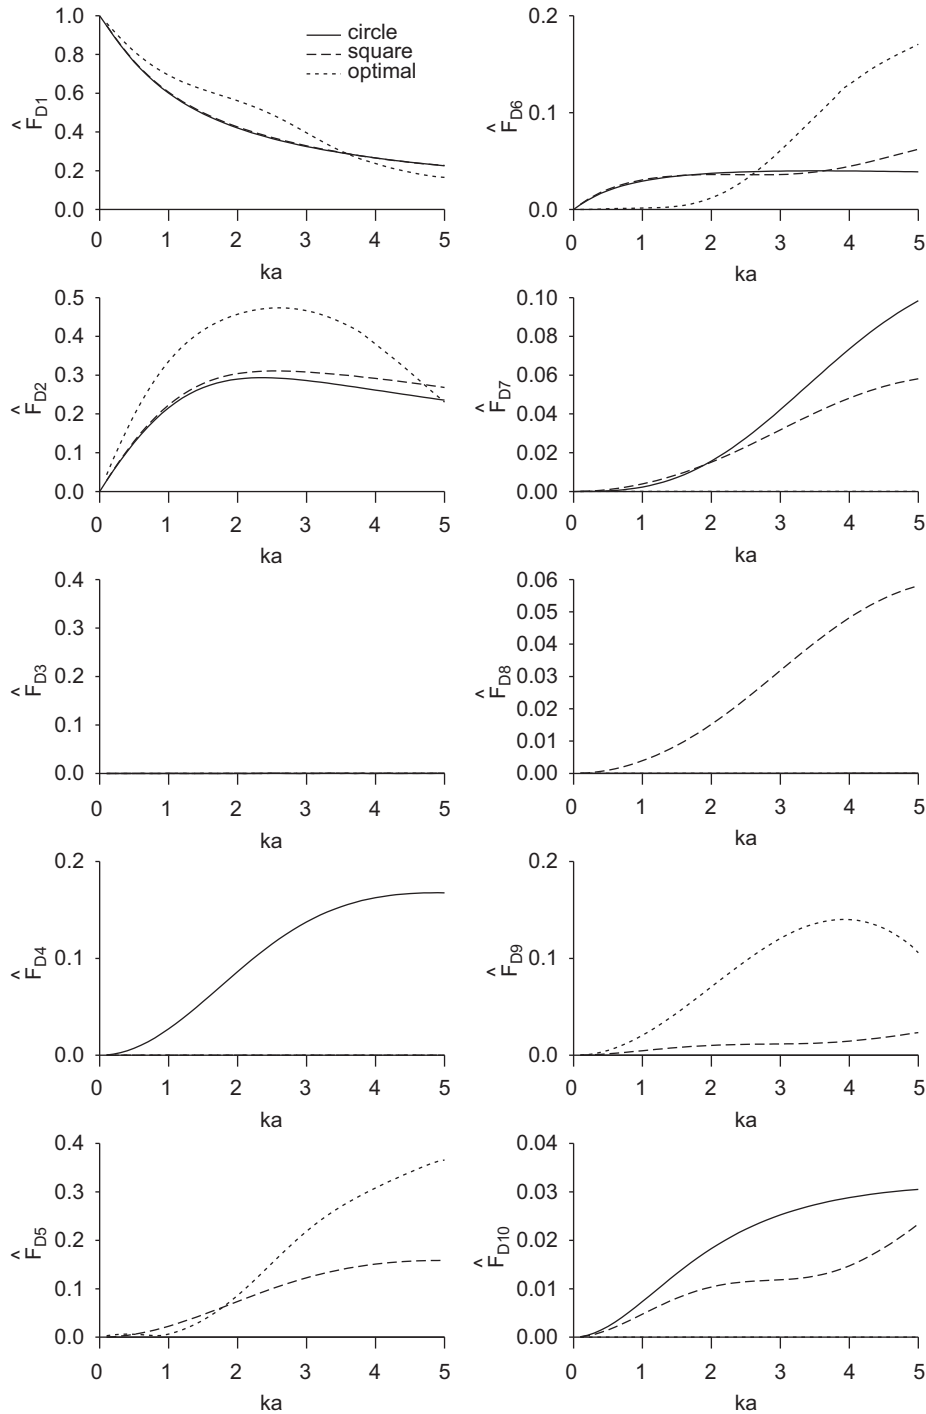 1.0
0.8
0.6
0.4
0.2
0.0
F̂D1
circle
square
optimal
0 1 2 3 4 5
ka
0.2
0.1
0.0
F̂D6
0 1 2 3 4 5
ka
0.5
0.4
0.3
0.2
0.1
0.0
F̂D2
0 1 2 3 4 5
ka
0.10
0.08
0.06
0.04
0.02
0.00
F̂D7
0 1 2 3 4 5
ka
0.4
0.3
0.2
0.1
0.0
F̂D3
0 1 2 3 4 5
ka
0.06
0.05
0.04
0.03
0.02
0.01
0.00
F̂D8
0 1 2 3 4 5
ka
0.2
0.1
0.0
F̂D4
0 1 2 3 4 5
ka
0.2
0.1
0.0
F̂D9
0 1 2 3 4 5
ka
0.4
0.3
0.2
0.1
0.0
F̂D5
0 1 2 3 4 5
ka
0.04
0.03
0.02
0.01
0.00
F̂D10
0 1 2 3 4 5
ka